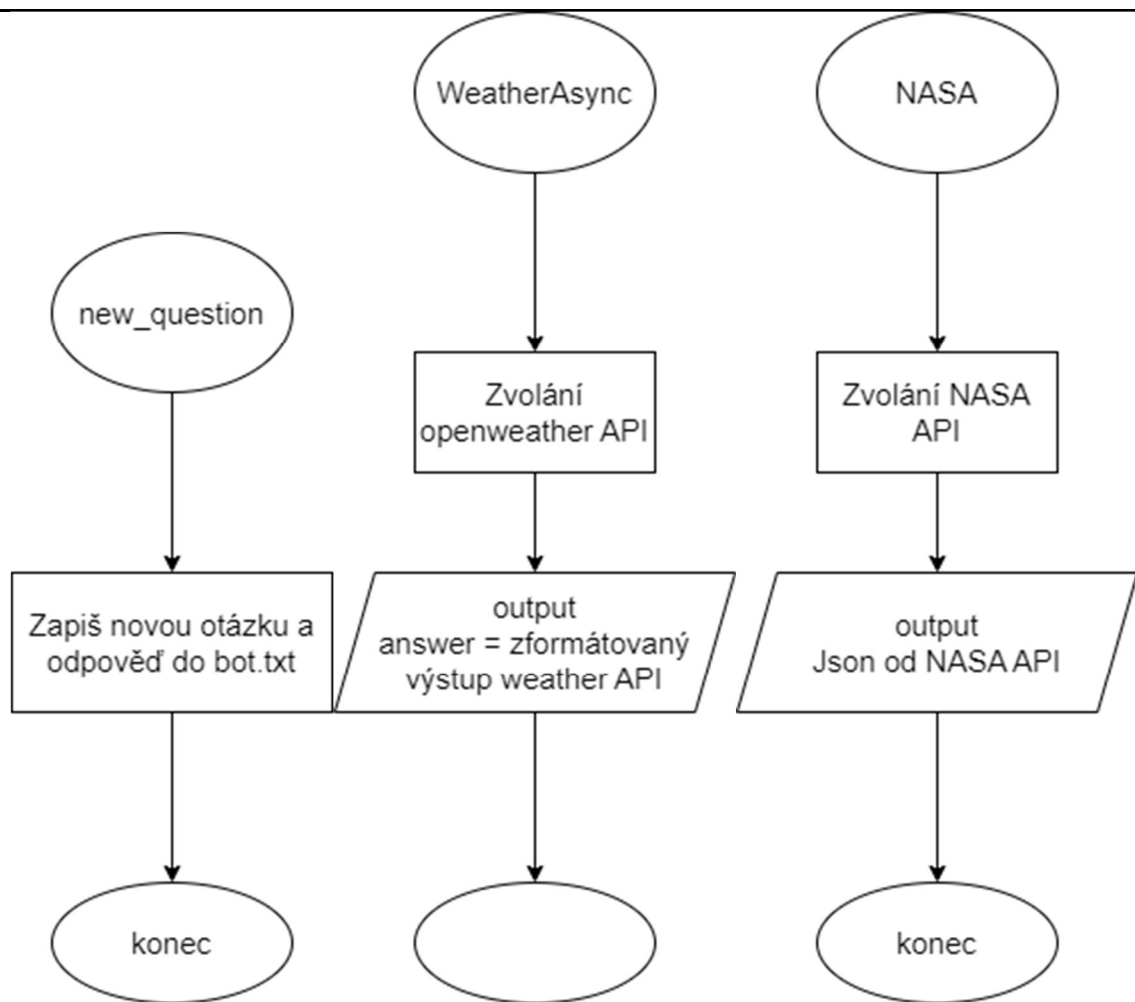 new_question
Zapiš novou otázku a
odpověď do bot.txt
konec
WeatherAsync
Zvolání
openweather API
output
answer = zformátovaný
výstup weather API
NASA
Zvolání NASA
API
output
Json od NASA API
konec